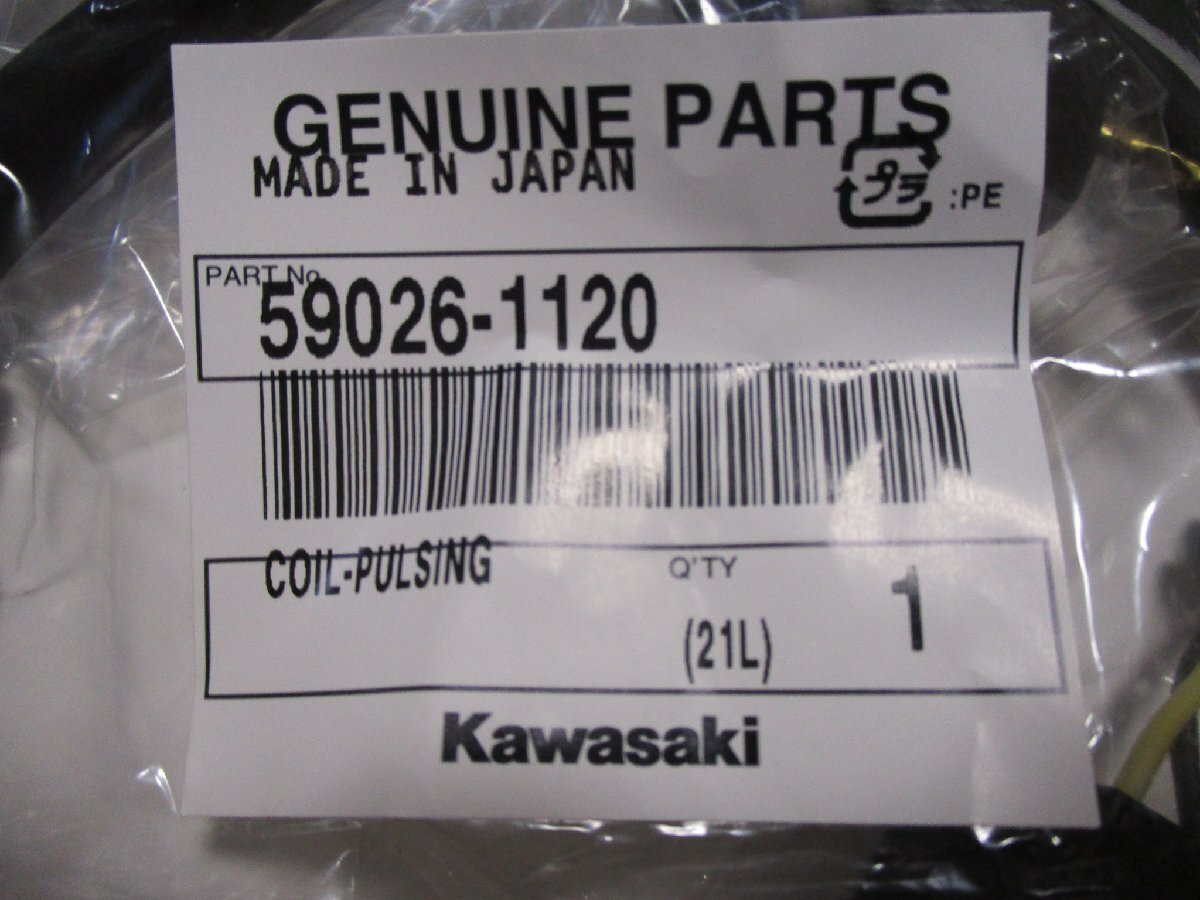 GENUINE PARTS
MADE IN JAPAN
プラ :PE
PART No.
59026-1120
COIL-PULSING
Q'TY
1
(21L)
Kawasaki